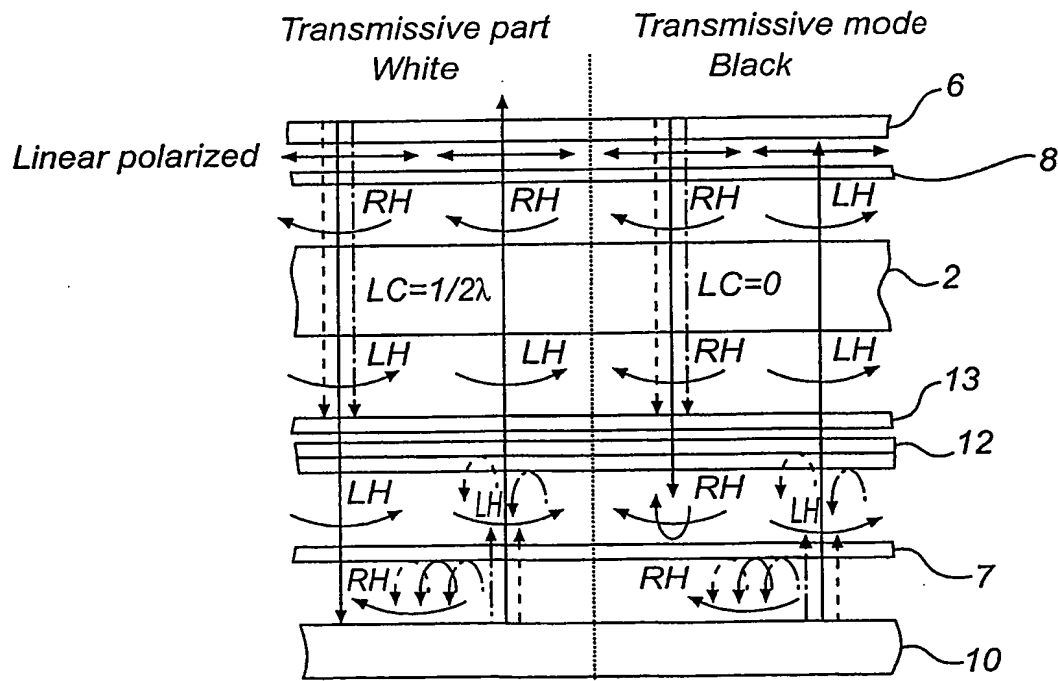 Transmissive part
White
Transmissive mode
Black
6
Linear polarized
8
RH RH RH LH
2
LC=1/2λ LC=0
LH LH RH LH
13
12
LH LH RH LH
7
RH RH
10